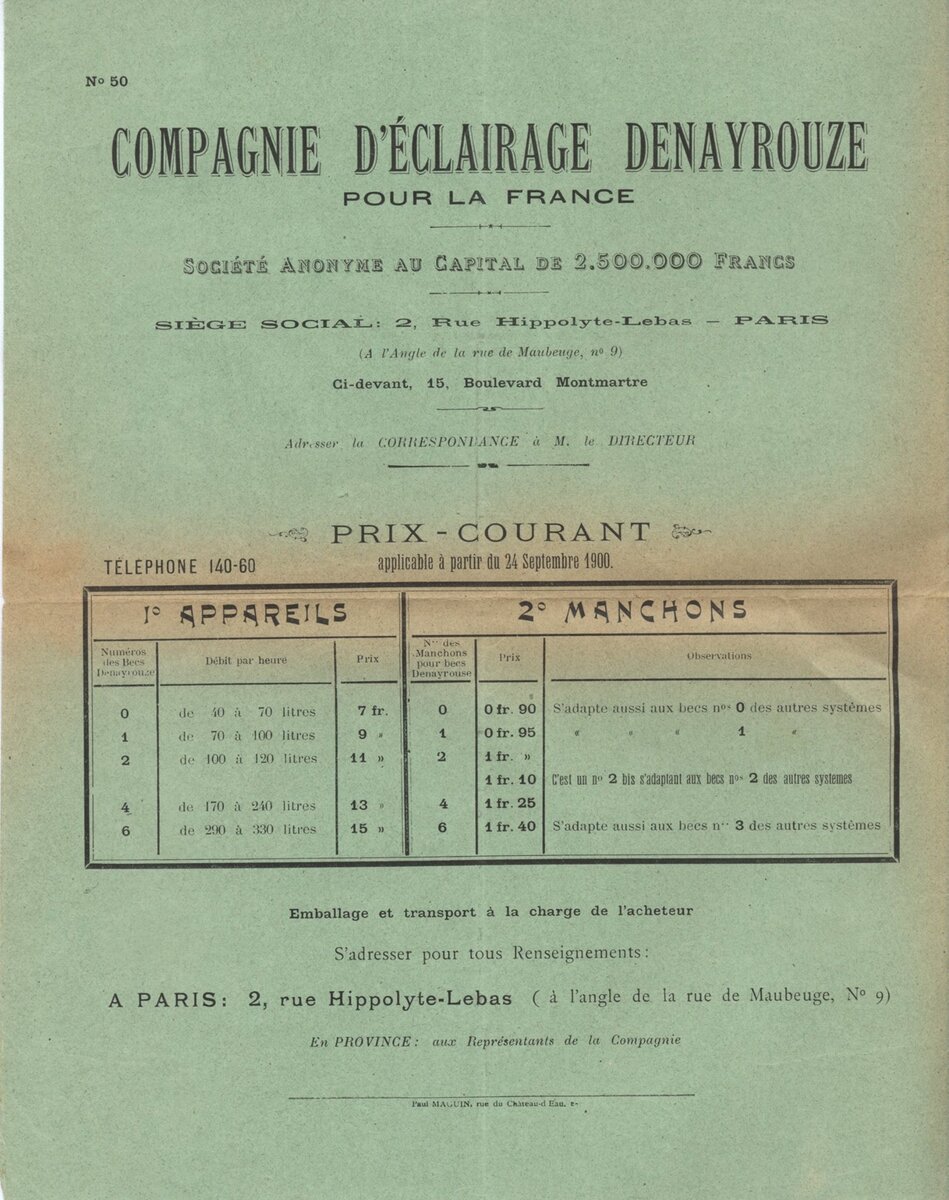 No 50
COMPAGNIE D'ÉCLAIRAGE DENAYROUZE
POUR LA FRANCE
SOCIÉTÉ ANONYME AU CAPITAL DE 2.500.000 FRANCS
SIÈGE SOCIAL: 2, Rue Hippolyte-Lebas — PARIS
(A l'Angle de la rue de Maubeuge, no 9)
Ci-devant, 15, Boulevard Montmartre
Adresser la CORRESPONDANCE à M. le DIRECTEUR
PRIX-COURANT
applicable à partir du 24 Septembre 1900.
TÉLÉPHONE 140-60
1o APPAREILS
Numéros des Becs Denayrouze
Débit par heure
Prix
0 de 40 à 70 litres 7 fr.
1 de 70 à 100 litres 9 »
2 de 100 à 120 litres 11 »
4 de 170 à 240 litres 13 »
6 de 290 à 330 litres 15 »
2o MANCHONS
Nos des Manchons pour becs Denayrouse
Prix
Observations
0 0 fr. 90 S'adapte aussi aux becs nos 0 des autres systèmes
1 0 fr. 95 « « « 1 «
2 1 fr. »
1 fr. 10 C'est un no 2 bis s'adaptant aux becs nos 2 des autres systèmes
4 1 fr. 25
6 1 fr. 40 S'adapte aussi aux becs nos 3 des autres systèmes
Emballage et transport à la charge de l'acheteur
S'adresser pour tous Renseignements:
A PARIS: 2, rue Hippolyte-Lebas (à l'angle de la rue de Maubeuge, No 9)
En PROVINCE: aux Représentants de la Compagnie
Paul MAGUIN, rue du Château-d'Eau,